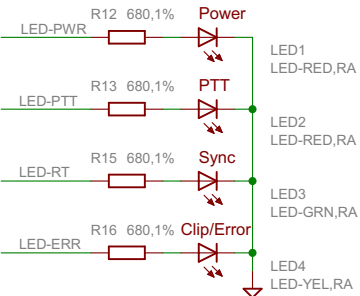 R12 680,1% Power
LED-PWR
LED1
LED-RED,RA
R13 680,1% PTT
LED-PTT
LED2
LED-RED,RA
R15 680,1% Sync
LED-RT
LED3
LED-GRN,RA
R16 680,1% Clip/Error
LED-ERR
LED4
LED-YEL,RA